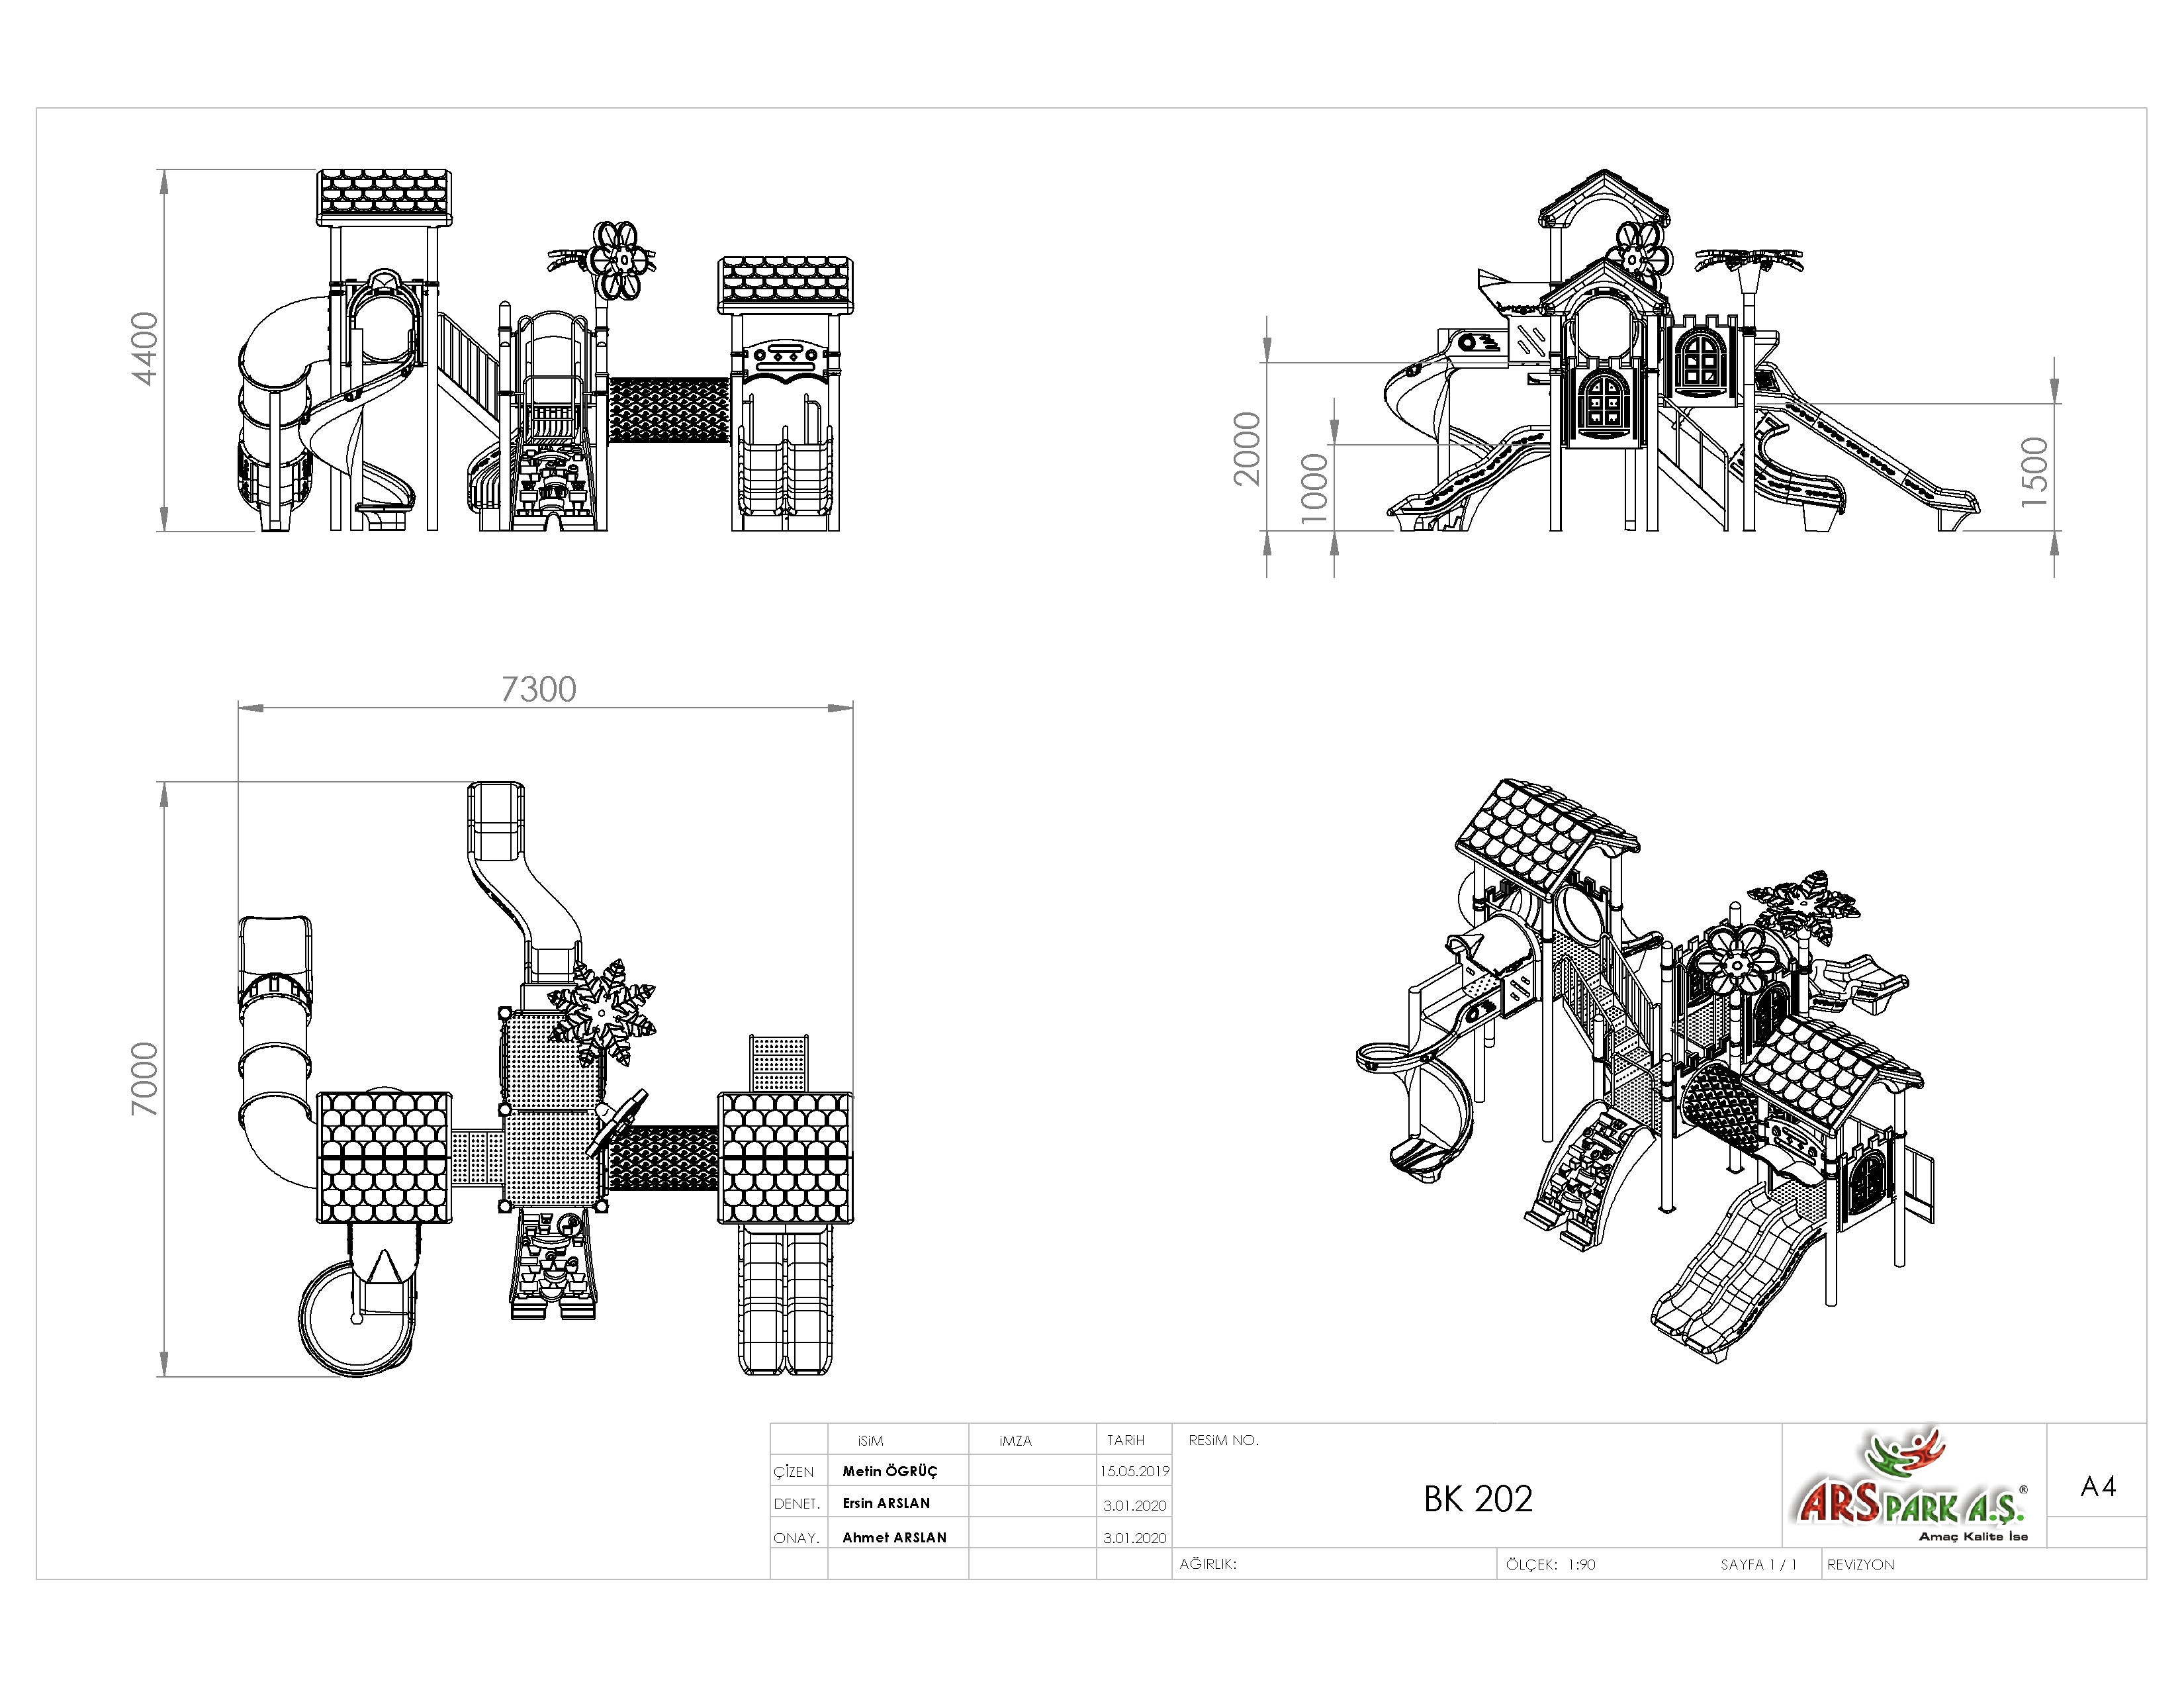 4400
2000
1000
1500
7300
7000
İSİM
İMZA
TARİH
RESİM NO.
ÇİZEN
Metin ÖGRÜÇ
15.05.2019
DENET.
Ersin ARSLAN
3.01.2020
ONAY.
Ahmet ARSLAN
3.01.2020
BK 202
ARSPARK A.Ş.®
Amaç Kalite İse
A4
AĞIRLIK:
ÖLÇEK: 1:90
SAYFA 1 / 1
REVİZYON